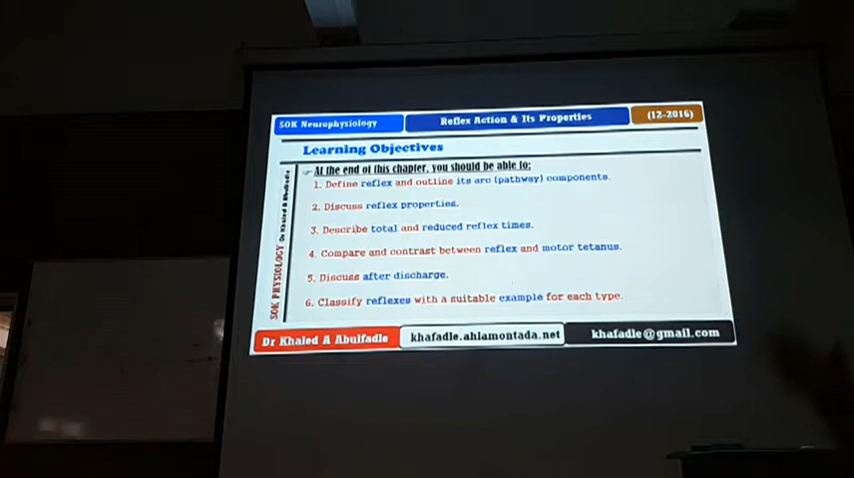 SOK Neurophysiology
Reflex Action & Its Properties
(12-2016)
Learning Objectives
☞ At the end of this chapter, you should be able to:
1. Define reflex and outline its arc (pathway) components.
2. Discuss reflex properties.
3. Describe total and reduced reflex times.
4. Compare and contrast between reflex and motor tetanus.
5. Discuss after discharge.
6. Classify reflexes with a suitable example for each type.
SOK PHYSIOLOGY Dr Khaled A Abulfadle
Dr Khaled A Abulfadle
khafadle.ahlamontada.net
khafadle@gmail.com